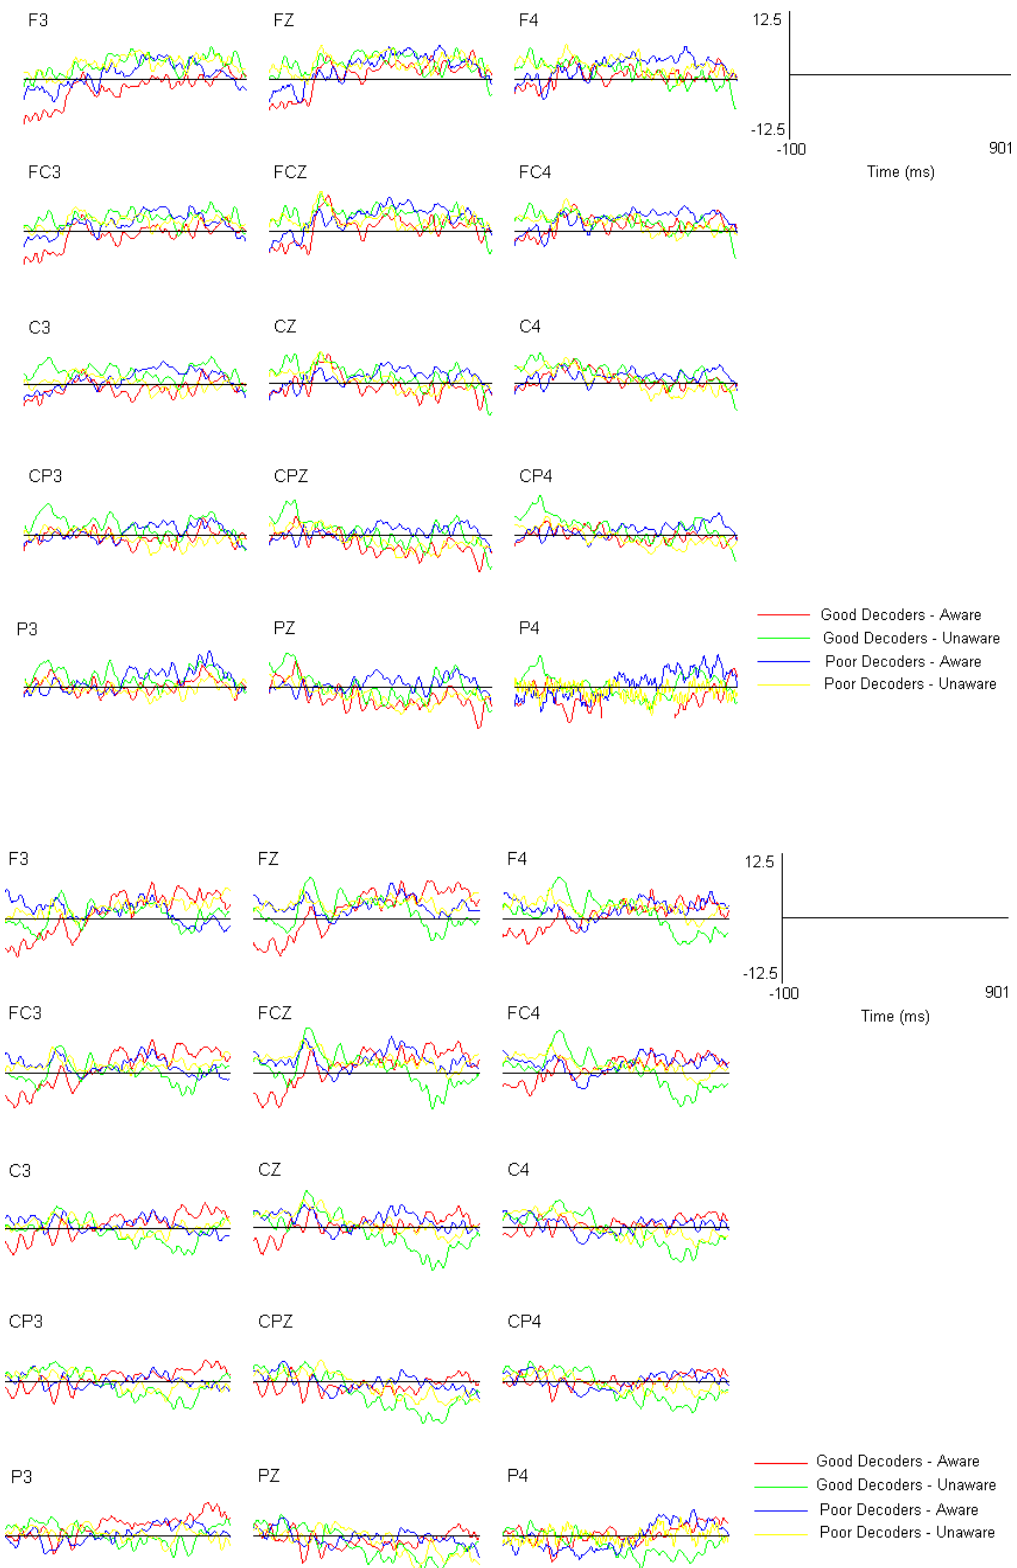 F3 FZ F4 12.5
-12.5
-100 901
FC3 FCZ FC4 Time (ms)
C3 CZ C4
CP3 CPZ CP4
Good Decoders - Aware
P3 PZ P4
Good Decoders - Unaware
Poor Decoders - Aware
Poor Decoders - Unaware
F3 FZ F4 12.5
-12.5
-100 901
FC3 FCZ FC4 Time (ms)
C3 CZ C4
CP3 CPZ CP4
Good Decoders - Aware
P3 PZ P4
Good Decoders - Unaware
Poor Decoders - Aware
Poor Decoders - Unaware